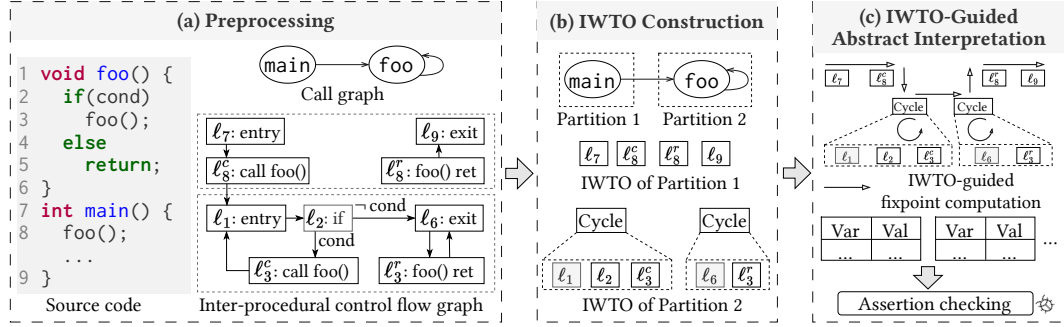 (a) Preprocessing
1 void foo() {
2 if(cond)
3 foo();
4 else
5 return;
6 }
7 int main() {
8 foo();
...
9 }
Source code
main
foo
Call graph
ℓ₇: entry
ℓ₉: exit
ℓ₈ᶜ: call foo()
ℓ₈ʳ: foo() ret
ℓ₁: entry
ℓ₂: if
¬ cond
ℓ₆: exit
cond
ℓ₃ᶜ: call foo()
ℓ₃ʳ: foo() ret
Inter-procedural control flow graph
(b) IWTO Construction
main
foo
Partition 1
Partition 2
ℓ₇ ℓ₈ᶜ ℓ₈ʳ ℓ₉
IWTO of Partition 1
Cycle
Cycle
ℓ₁ ℓ₂ ℓ₃ᶜ
ℓ₆ ℓ₃ʳ
IWTO of Partition 2
(c) IWTO-Guided
Abstract Interpretation
ℓ₇ ℓ₈ᶜ
ℓ₈ʳ ℓ₉
Cycle
Cycle
ℓ₁ ℓ₂ ℓ₃ᶜ
ℓ₆ ℓ₃ʳ
IWTO-guided
fixpoint computation
Var Val
... ...
Var Val
... ...
...
Assertion checking